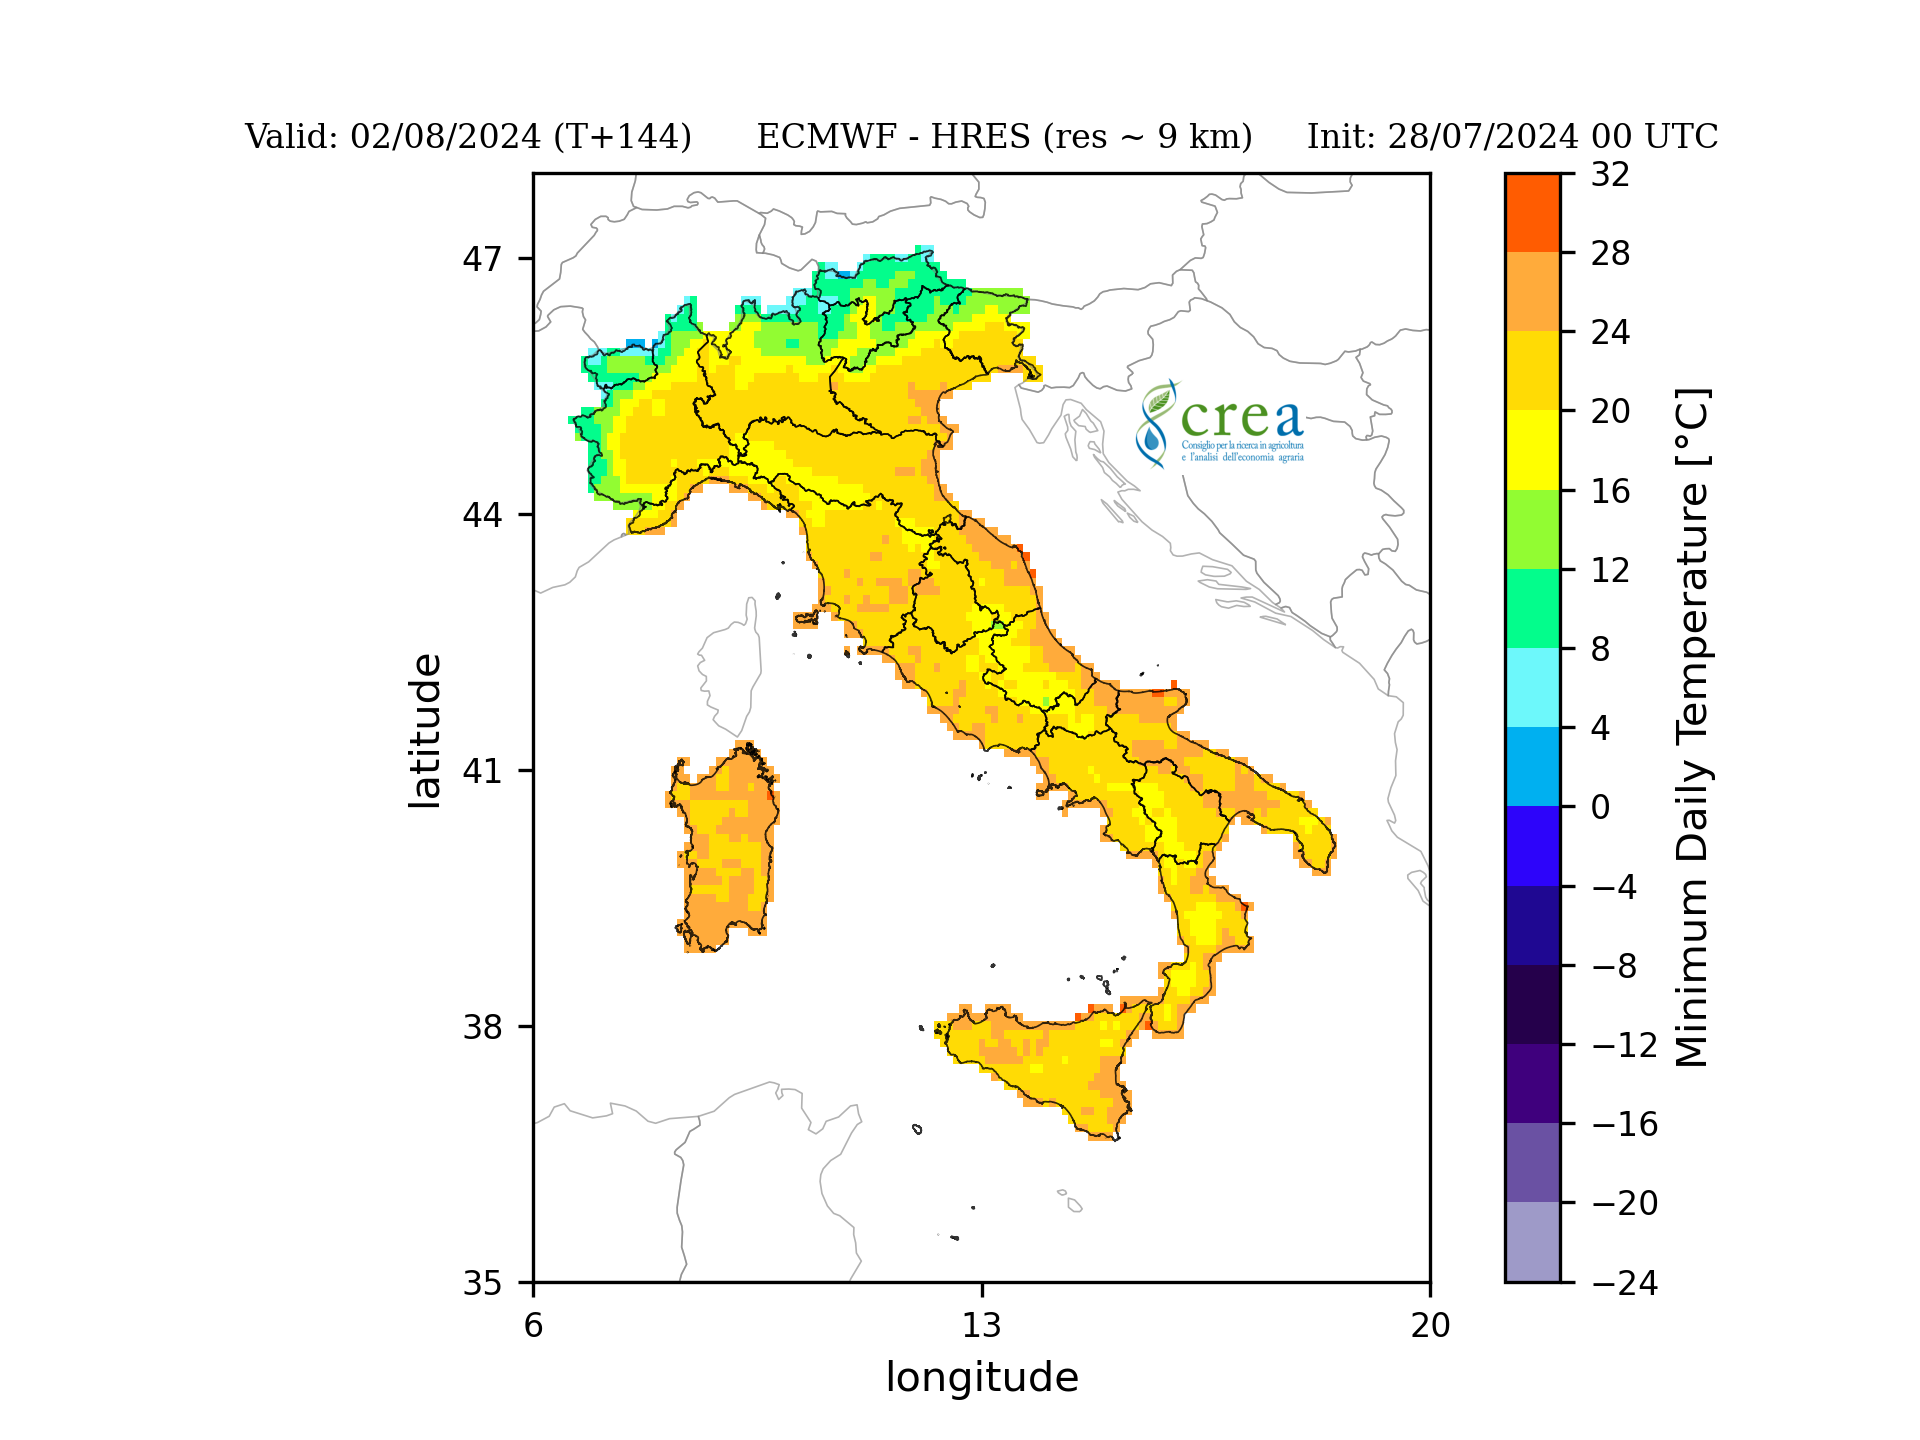 Valid: 02/08/2024 (T+144) ECMWF - HRES (res ~ 9 km) Init: 28/07/2024 00 UTC
47
44
41
38
35
latitude
6 13 20
longitude
crea
Consiglio per la ricerca in agricoltura
e l'analisi dell'economia agraria
32
28
24
20
16
12
8
4
0
−4
−8
−12
−16
−20
−24
Minimum Daily Temperature [°C]